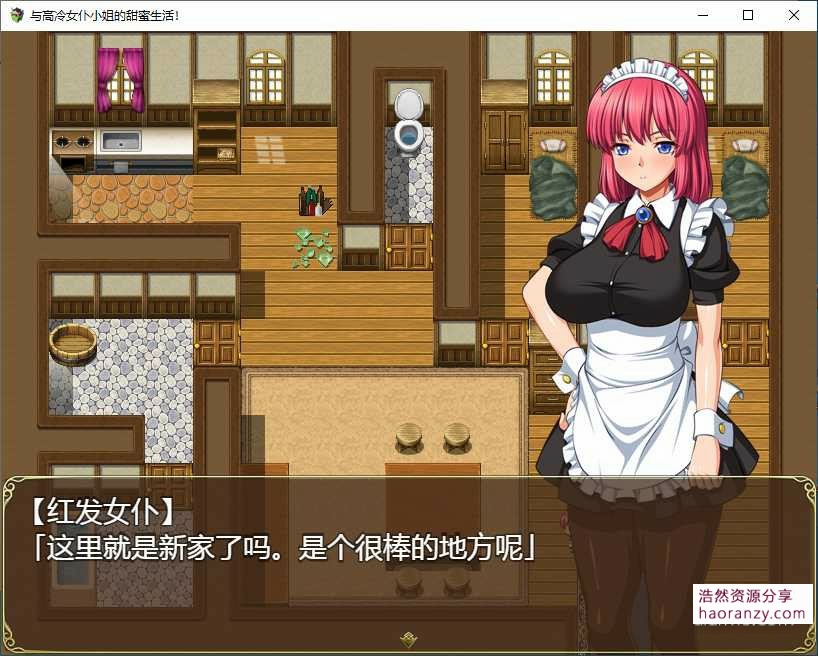 与高冷女仆小姐的甜蜜生活!
【红发女仆】
「这里就是新家了吗。是个很棒的地方呢」
浩然资源分享
haoranzy.com